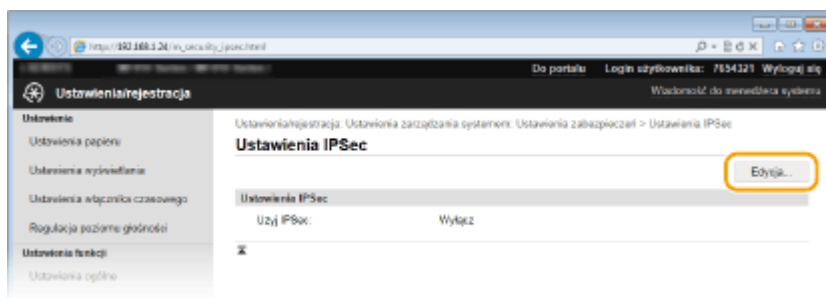 http://192.168.1.24/m_security_ipsec.html
Do portalu Login użytkownika: 7654321 Wyloguj się
Ustawienia/rejestracja
Wiadomość do menedżera systemu
Ustawienia
Ustawienia papieru
Ustawienia wyświetlania
Ustawienia włącznika czasowego
Regulacja poziomu głośności
Ustawienia funkcji
Ustawienia ogólne
Ustawienia/rejestracja: Ustawienia zarządzania systemem: Ustawienia zabezpieczeń > Ustawienia IPSec
Ustawienia IPSec
Edycja...
Ustawienia IPSec
Użyj IPSec: Wyłącz